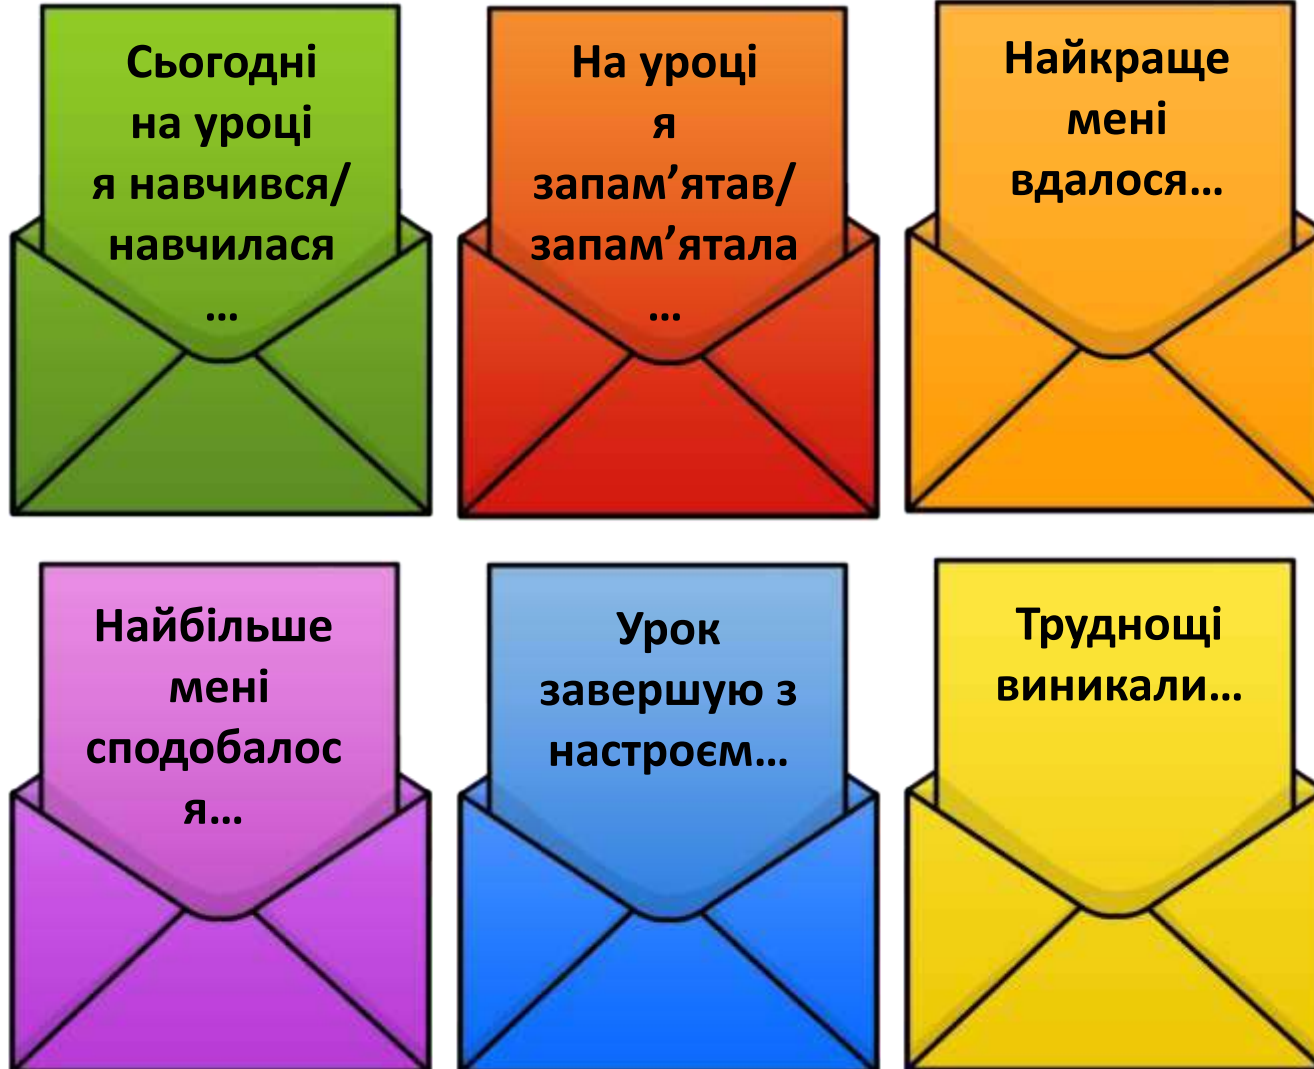 Сьогодні
на уроці
я навчився/
навчилася
...
На уроці
я
запам’ятав/
запам’ятала
...
Найкраще
мені
вдалося...
Найбільше
мені
сподобалос
я...
Урок
завершую з
настроєм...
Труднощі
виникали...